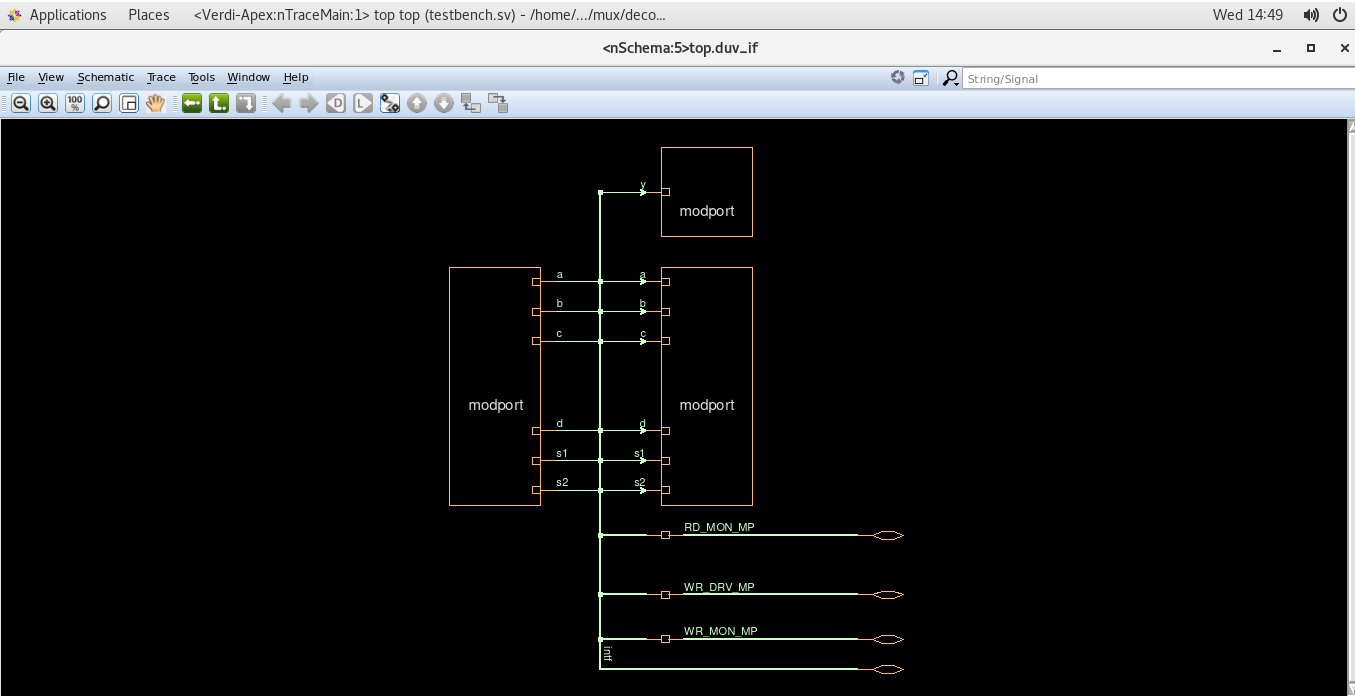 Applications Places <Verdi-Apex:nTraceMain:1> top top (testbench.sv) - /home/.../mux/deco... Wed 14:49
<nSchema:5>top.duv_if
File View Schematic Trace Tools Window Help String/Signal
100%
D L
y
modport
a a
b b
c c
modport modport
d d
s1 s1
s2 s2
RD_MON_MP
WR_DRV_MP
WR_MON_MP
intf